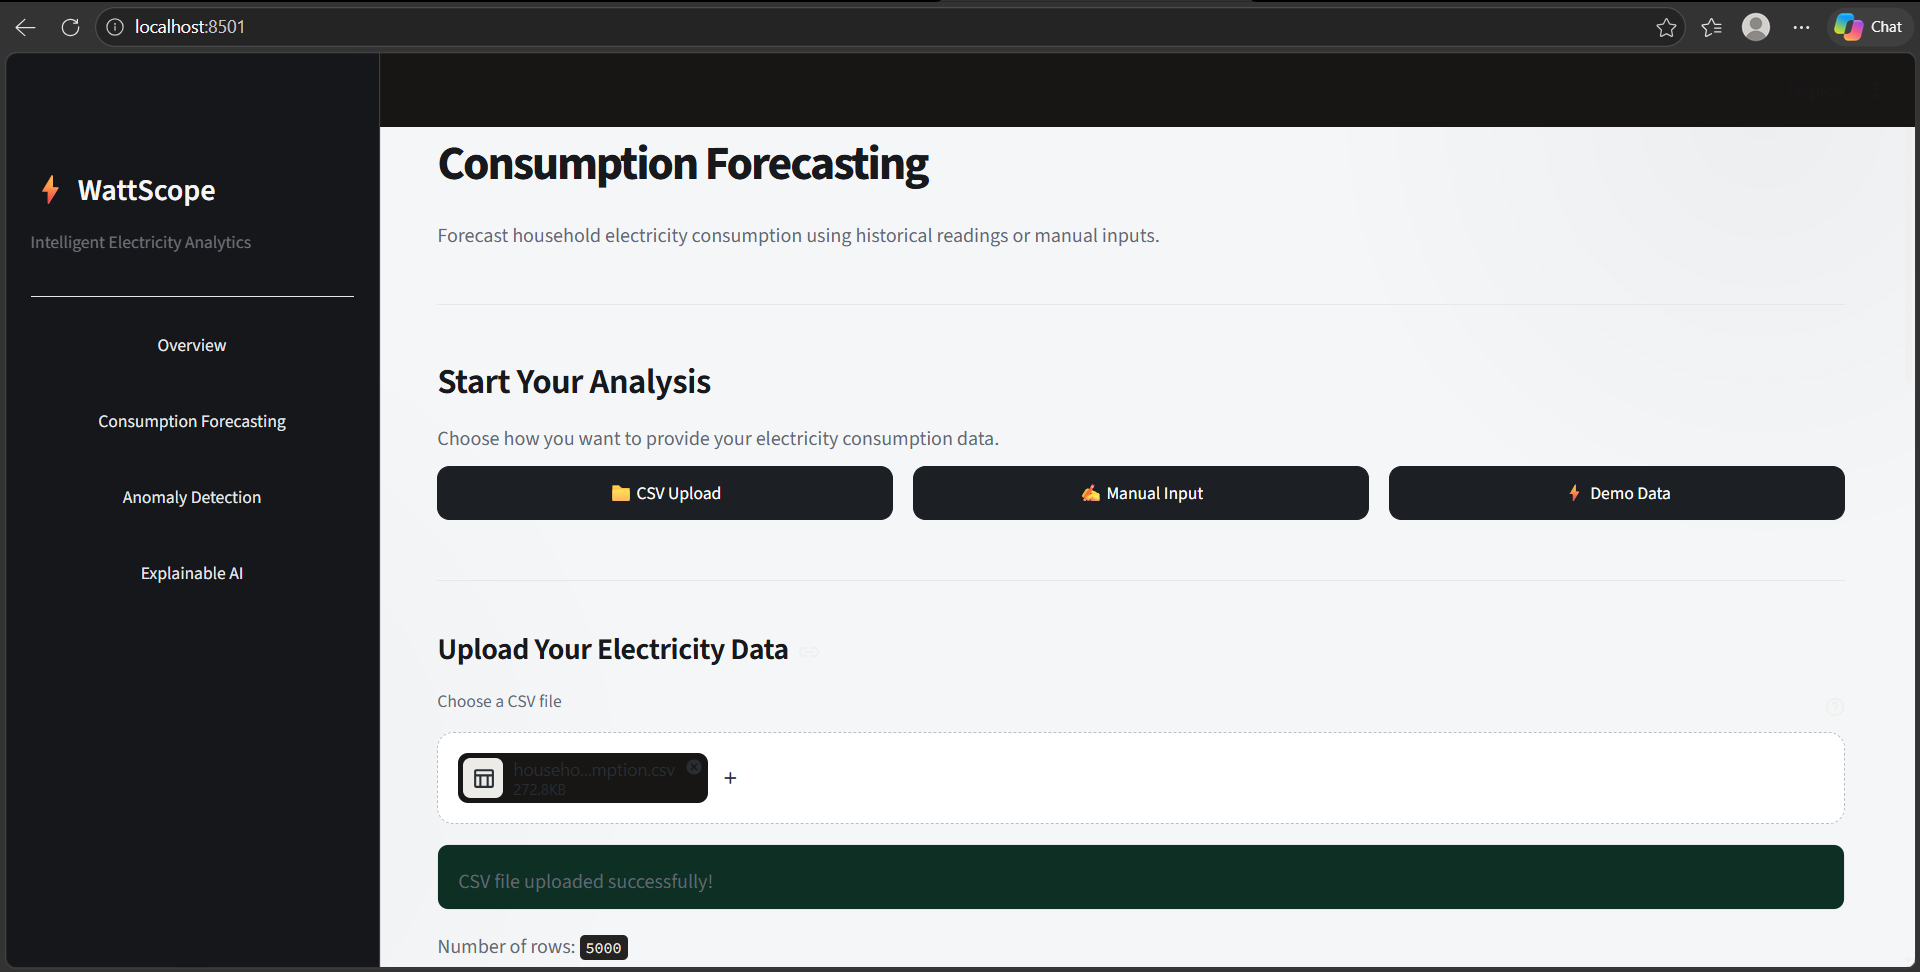 localhost:8501
Chat
WattScope
Intelligent Electricity Analytics
Overview
Consumption Forecasting
Anomaly Detection
Explainable AI
Consumption Forecasting
Forecast household electricity consumption using historical readings or manual inputs.
Start Your Analysis
Choose how you want to provide your electricity consumption data.
CSV Upload
Manual Input
Demo Data
Upload Your Electricity Data
Choose a CSV file
househo...mption.csv
272.8KB
CSV file uploaded successfully!
Number of rows: 5000